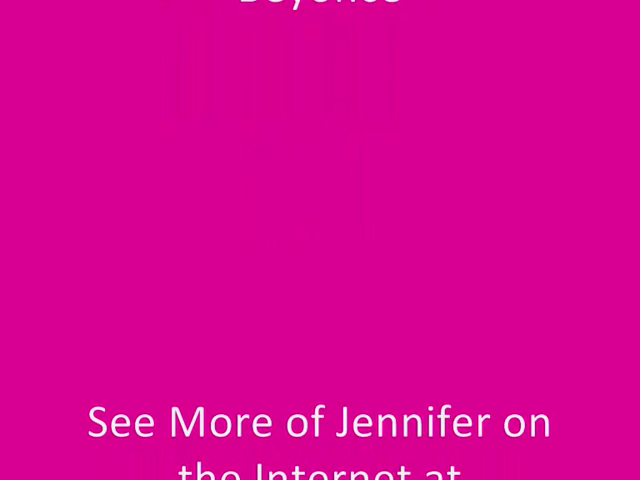 Beyonce
See More of Jennifer on
the Internet at